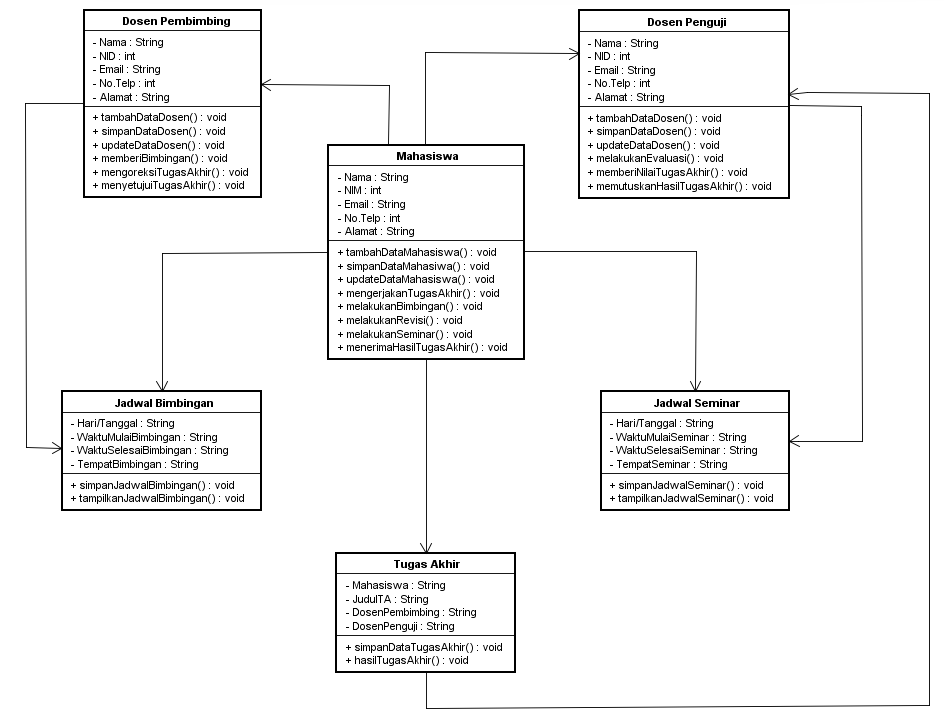 Dosen Pembimbing
- Nama : String
- NID : int
- Email : String
- No.Telp : int
- Alamat : String
+ tambahDataDosen() : void
+ simpanDataDosen() : void
+ updateDataDosen() : void
+ memberiBimbingan() : void
+ mengoreksiTugasAkhir() : void
+ menyetujuiTugasAkhir() : void
Dosen Penguji
- Nama : String
- NID : int
- Email : String
- No.Telp : int
- Alamat : String
+ tambahDataDosen() : void
+ simpanDataDosen() : void
+ updateDataDosen() : void
+ melakukanEvaluasi() : void
+ memberiNilaiTugasAkhir() : void
+ memutuskanHasilTugasAkhir() : void
Mahasiswa
- Nama : String
- NIM : int
- Email : String
- No.Telp : int
- Alamat : String
+ tambahDataMahasiswa() : void
+ simpanDataMahasiwa() : void
+ updateDataMahasiswa() : void
+ mengerjakanTugasAkhir() : void
+ melakukanBimbingan() : void
+ melakukanRevisi() : void
+ melakukanSeminar() : void
+ menerimaHasilTugasAkhir() : void
Jadwal Bimbingan
- Hari/Tanggal : String
- WaktuMulaiBimbingan : String
- WaktuSelesaiBimbingan : String
- TempatBimbingan : String
+ simpanJadwalBimbingan() : void
+ tampilkanJadwalBimbingan() : void
Jadwal Seminar
- Hari/Tanggal : String
- WaktuMulaiSeminar : String
- WaktuSelesaiSeminar : String
- TempatSeminar : String
+ simpanJadwalSeminar() : void
+ tampilkanJadwalSeminar() : void
Tugas Akhir
- Mahasiswa : String
- JudulTA : String
- DosenPembimbing : String
- DosenPenguji : String
+ simpanDataTugasAkhir() : void
+ hasilTugasAkhir() : void